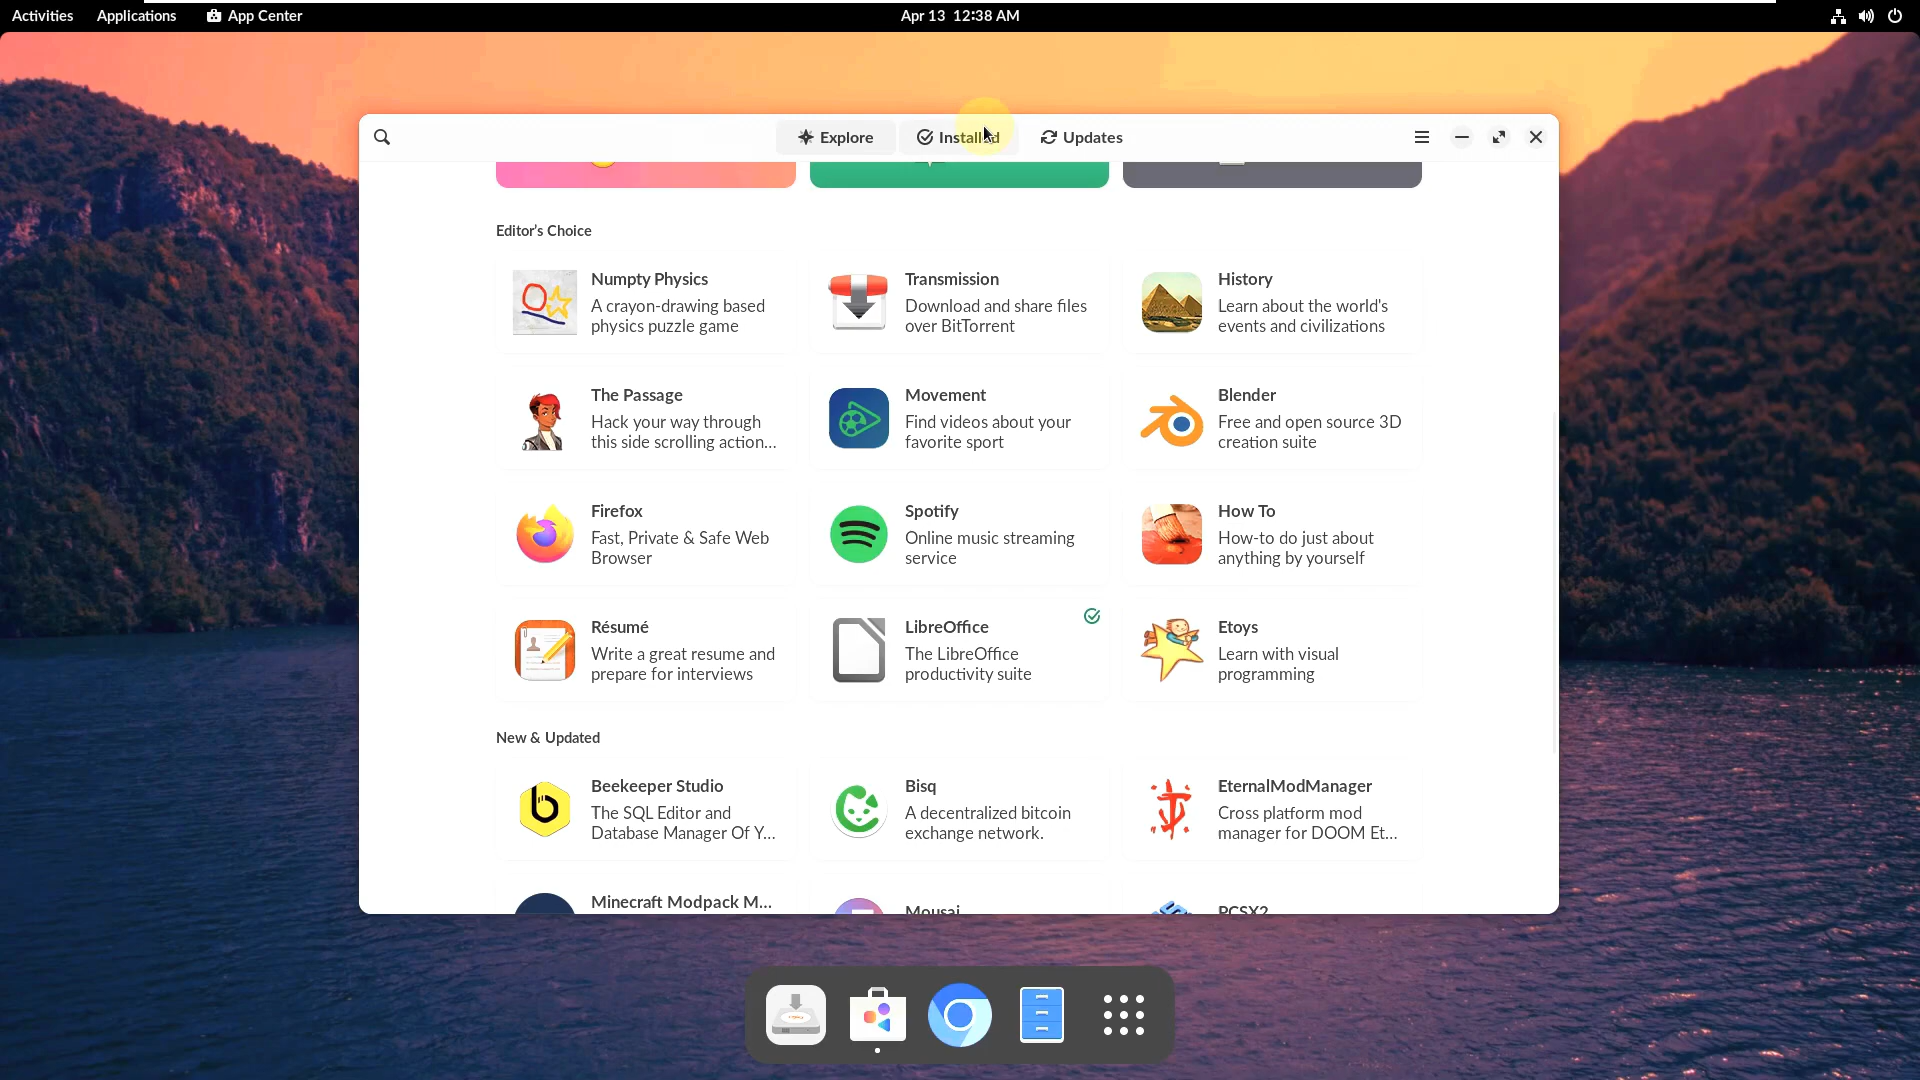 Activities Applications App Center Apr 13 12:38 AM
Explore Installed Updates
Editor's Choice
Numpty Physics
A crayon-drawing based
physics puzzle game
Transmission
Download and share files
over BitTorrent
History
Learn about the world's
events and civilizations
The Passage
Hack your way through
this side scrolling action...
Movement
Find videos about your
favorite sport
Blender
Free and open source 3D
creation suite
Firefox
Fast, Private & Safe Web
Browser
Spotify
Online music streaming
service
How To
How-to do just about
anything by yourself
Résumé
Write a great resume and
prepare for interviews
LibreOffice
The LibreOffice
productivity suite
Etoys
Learn with visual
programming
New & Updated
Beekeeper Studio
The SQL Editor and
Database Manager Of Y...
Bisq
A decentralized bitcoin
exchange network.
EternalModManager
Cross platform mod
manager for DOOM Et...
Minecraft Modpack M...
Mousai
PCSX2